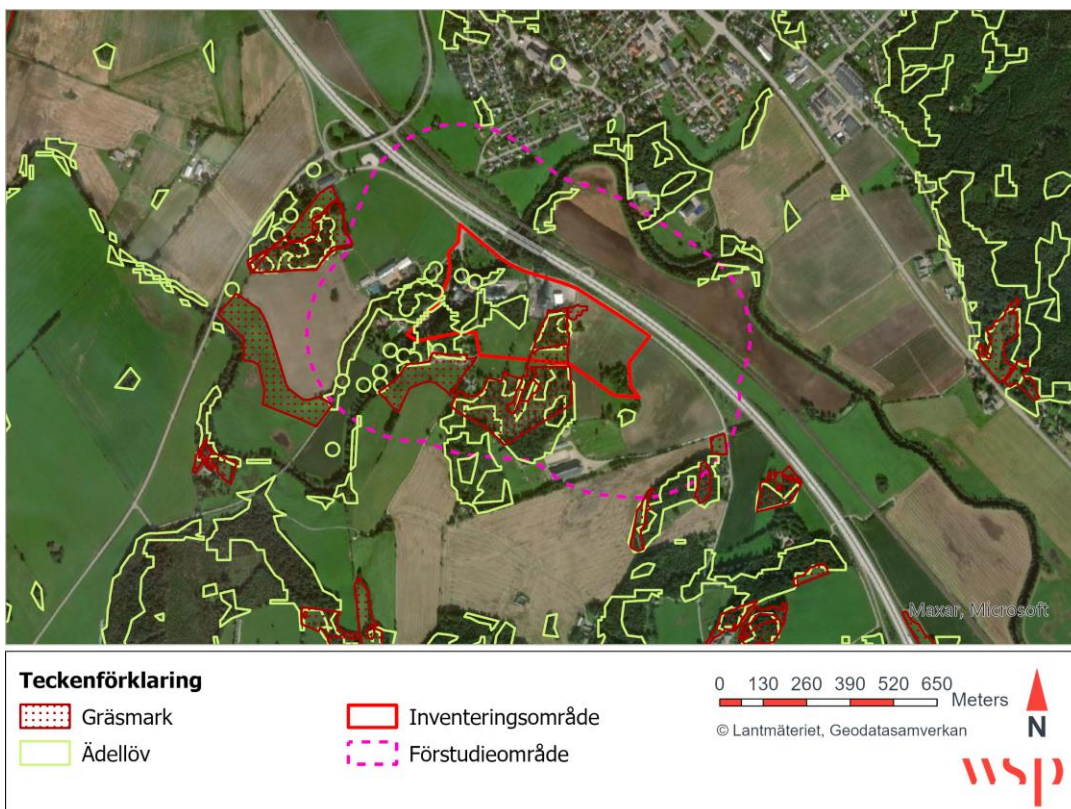 Maxar, Microsoft
Teckenförklaring
Gräsmark
Ädellöv
Inventeringsområde
Förstudieområde
0 130 260 390 520 650
Meters
© Lantmäteriet, Geodatasamverkan
N
wsp